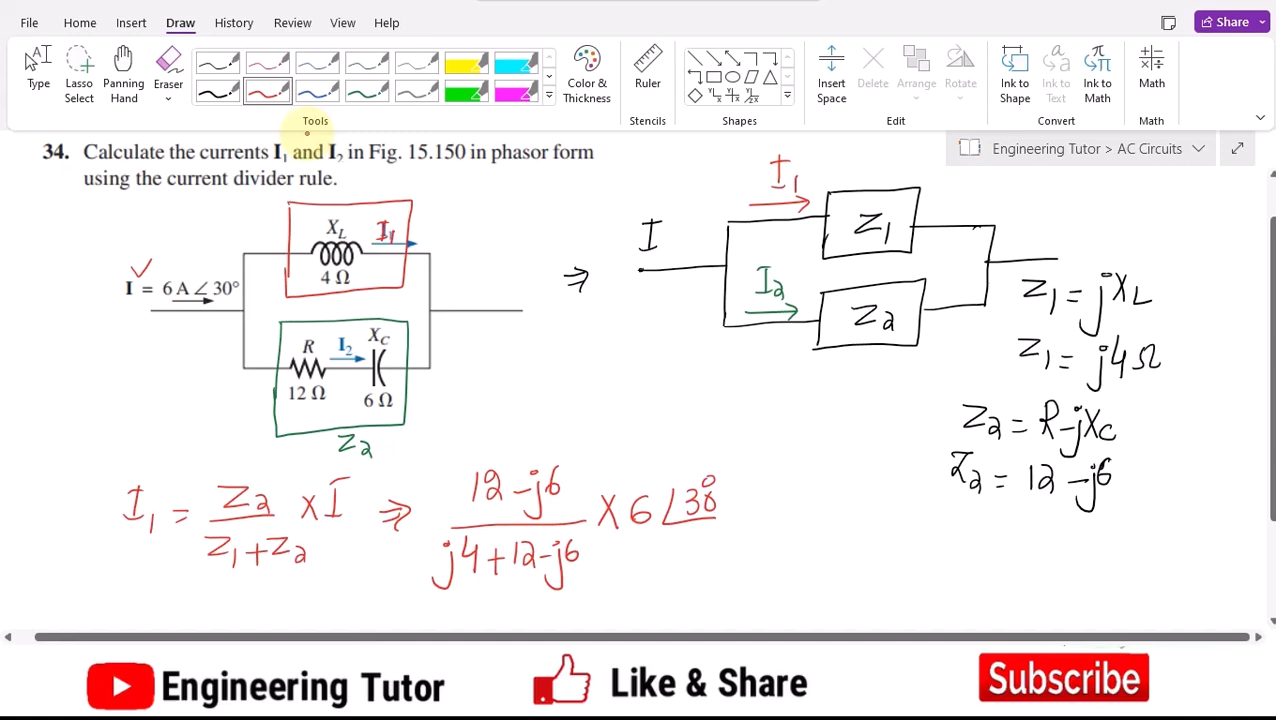 File Home Insert Draw History Review View Help Share
Type Lasso Select Panning Hand Eraser Color & Thickness Ruler Insert Space Delete Arrange Rotate Ink to Shape Ink to Text Ink to Math Math
Tools Stencils Shapes Edit Convert Math
Engineering Tutor > AC Circuits
34. Calculate the currents I₁ and I₂ in Fig. 15.150 in phasor form
using the current divider rule.
X_L I₁
4 Ω
I = 6 A ∠ 30°
R I₂ X_C
12 Ω 6 Ω
Z₂
⇒
I
I₁
Z₁
I₂
Z₂
Z₁ = jX_L
Z₁ = j4Ω
Z₂ = R-jX_C
Z₂ = 12-j6
I₁ = Z₂/(Z₁+Z₂) × I ⇒ (12-j6)/(j4+12-j6) × 6∠30°
Engineering Tutor
Like & Share
Subscribe